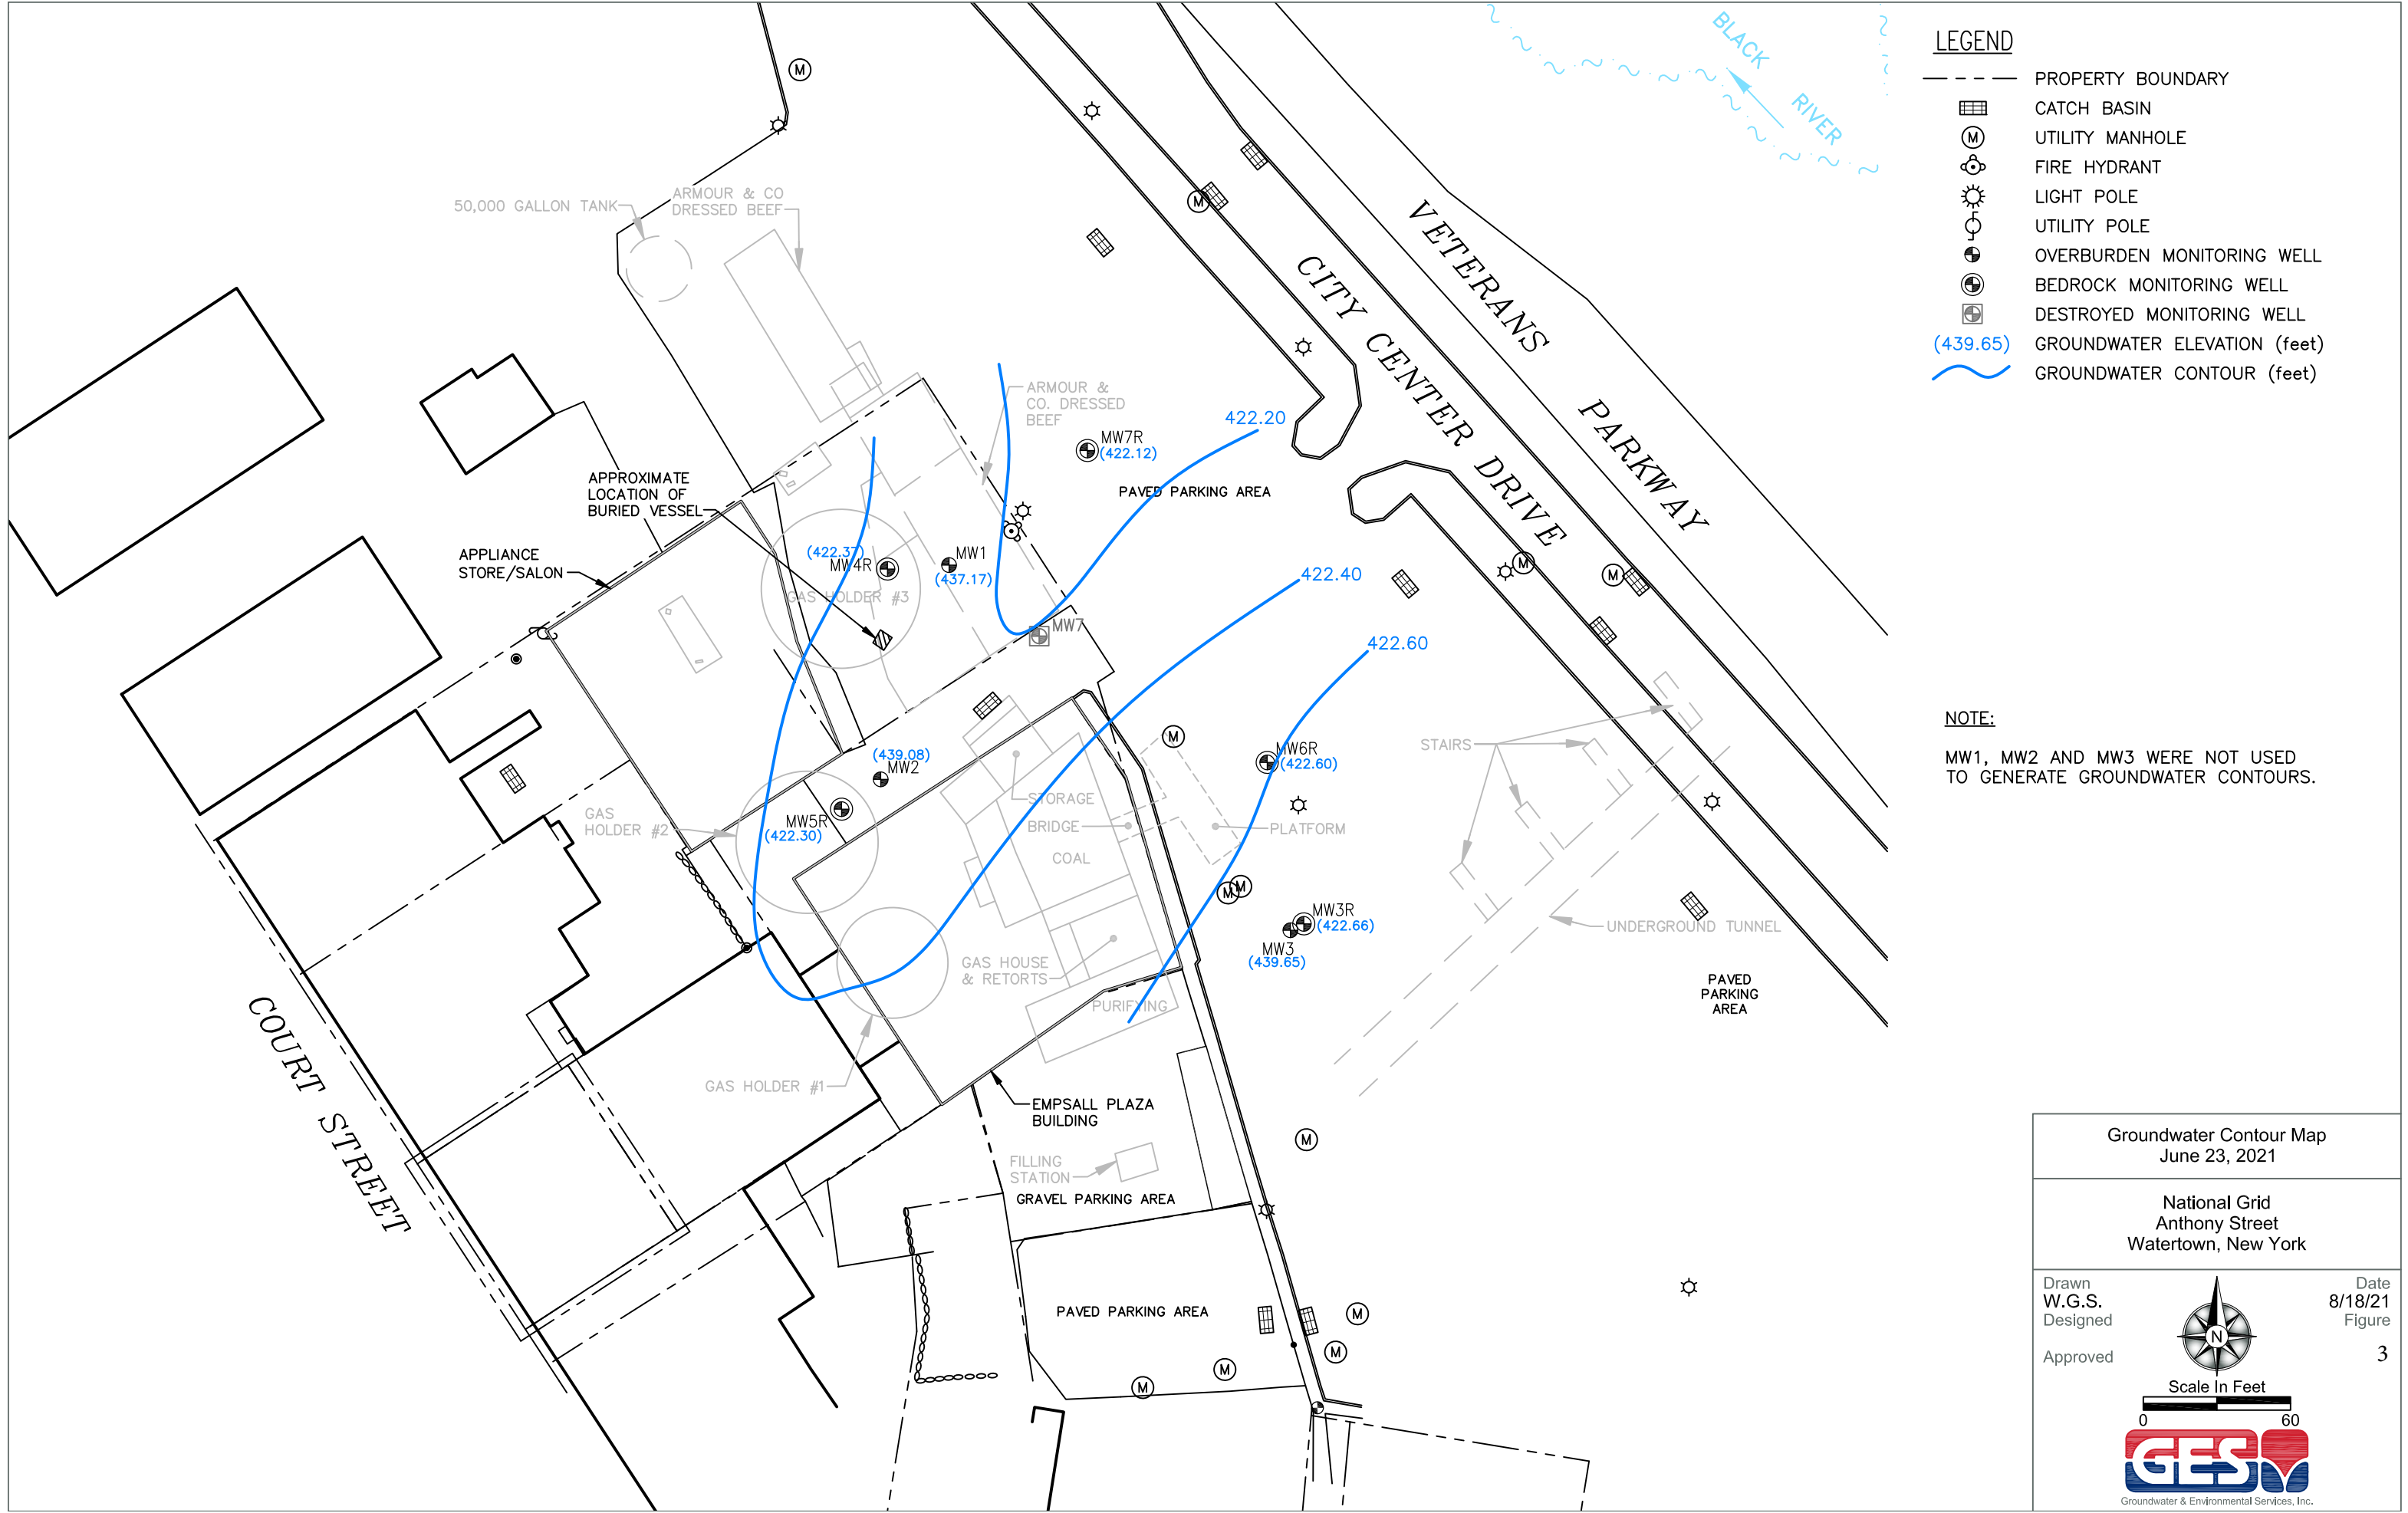 BLACK
RIVER
LEGEND
PROPERTY BOUNDARY
CATCH BASIN
M UTILITY MANHOLE
FIRE HYDRANT
LIGHT POLE
UTILITY POLE
OVERBURDEN MONITORING WELL
BEDROCK MONITORING WELL
DESTROYED MONITORING WELL
(439.65) GROUNDWATER ELEVATION (feet)
GROUNDWATER CONTOUR (feet)
M
50,000 GALLON TANK
ARMOUR & CO
DRESSED BEEF
M
VETERANS
PARKWAY
CITY CENTER DRIVE
ARMOUR &
CO. DRESSED
BEEF
422.20
MW7R
(422.12)
PAVED PARKING AREA
APPROXIMATE
LOCATION OF
BURIED VESSEL
APPLIANCE
STORE/SALON
(422.37)
MW4R
MW1
(437.17)
GAS HOLDER #3
422.40
M
M
MW7
422.60
NOTE:
MW1, MW2 AND MW3 WERE NOT USED
TO GENERATE GROUNDWATER CONTOURS.
M
STAIRS
MW6R
(422.60)
(439.08)
MW2
STORAGE
GAS
HOLDER #2
MW5R
(422.30)
BRIDGE
PLATFORM
COAL
M
M
MW3R
(422.66)
MW3
(439.65)
UNDERGROUND TUNNEL
GAS HOUSE
& RETORTS
PURIFYING
PAVED
PARKING
AREA
COURT STREET
GAS HOLDER #1
EMPSALL PLAZA
BUILDING
M
FILLING
STATION
GRAVEL PARKING AREA
PAVED PARKING AREA
M
M
M
M
Groundwater Contour Map
June 23, 2021
National Grid
Anthony Street
Watertown, New York
Drawn
W.G.S.
Designed
Approved
N
Date
8/18/21
Figure
3
Scale In Feet
0 60
GES
Groundwater & Environmental Services, Inc.